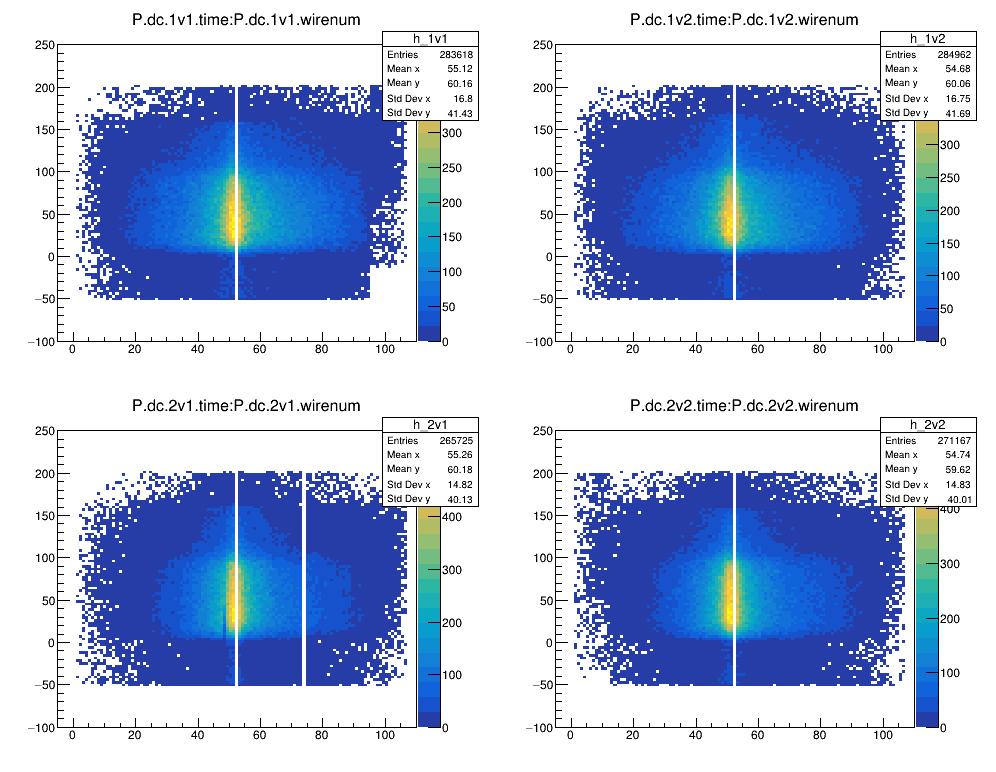 P.dc.1v1.time:P.dc.1v1.wirenum
h_1v1
Entries 283618
Mean x 55.12
Mean y 60.16
Std Dev x 16.8
Std Dev y 41.43
250
200
150
100
50
0
−50
−100
0 20 40 60 80 100
300
250
200
150
100
50
0
P.dc.1v2.time:P.dc.1v2.wirenum
h_1v2
Entries 284962
Mean x 54.68
Mean y 60.06
Std Dev x 16.75
Std Dev y 41.69
250
200
150
100
50
0
−50
−100
0 20 40 60 80 100
300
250
200
150
100
50
0
P.dc.2v1.time:P.dc.2v1.wirenum
h_2v1
Entries 265725
Mean x 55.26
Mean y 60.18
Std Dev x 14.82
Std Dev y 40.13
250
200
150
100
50
0
−50
−100
0 20 40 60 80 100
400
300
200
100
0
P.dc.2v2.time:P.dc.2v2.wirenum
h_2v2
Entries 271167
Mean x 54.74
Mean y 59.62
Std Dev x 14.83
Std Dev y 40.01
250
200
150
100
50
0
−50
−100
0 20 40 60 80 100
400
300
200
100
0